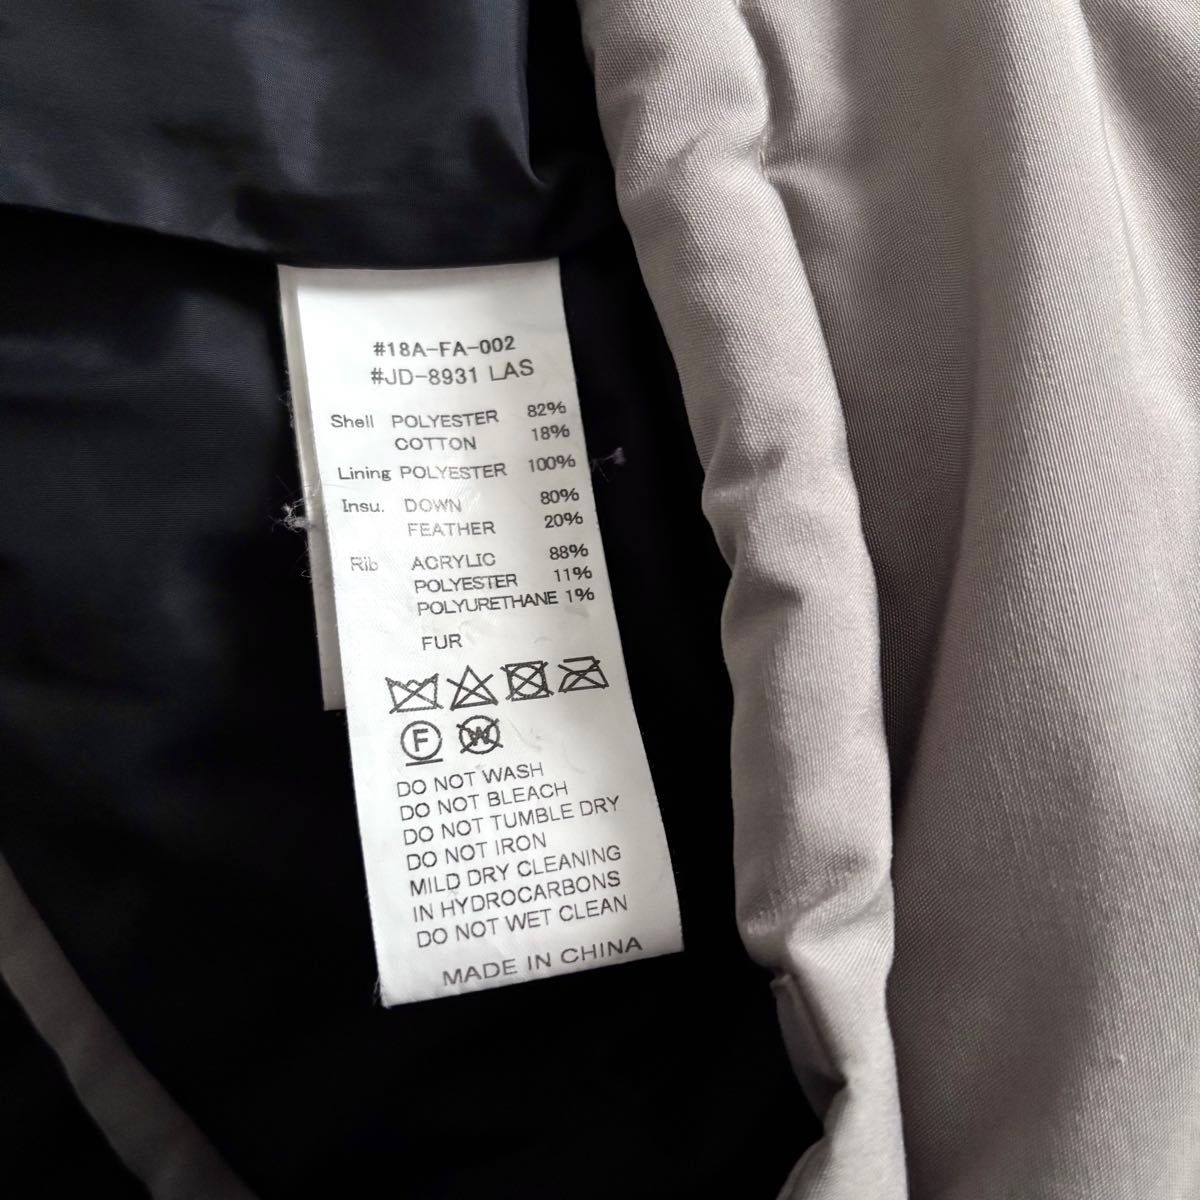 #18A-FA-002
#JD-8931 LAS
Shell POLYESTER 82%
COTTON 18%
Lining POLYESTER 100%
Insu. DOWN 80%
FEATHER 20%
Rib ACRYLIC 88%
POLYESTER 11%
POLYURETHANE 1%
FUR
F W
DO NOT WASH
DO NOT BLEACH
DO NOT TUMBLE DRY
DO NOT IRON
MILD DRY CLEANING
IN HYDROCARBONS
DO NOT WET CLEAN
MADE IN CHINA